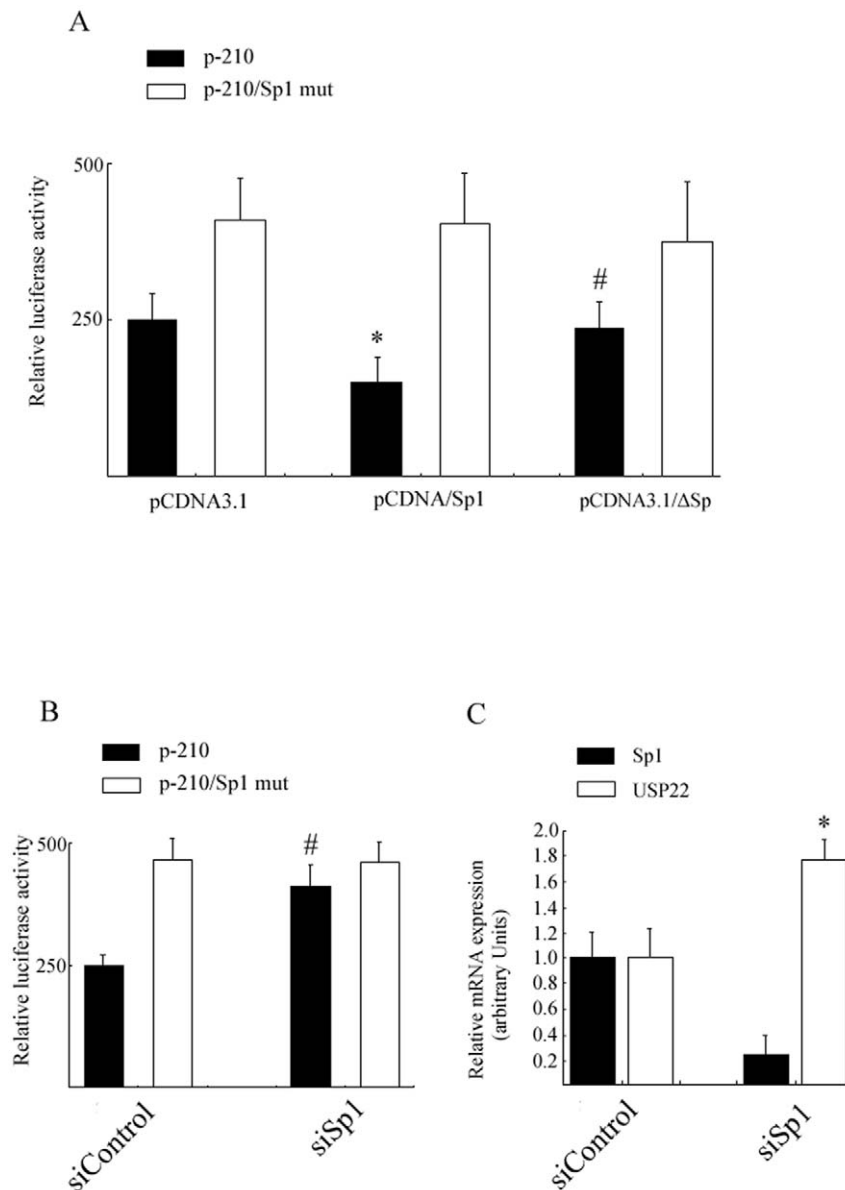 A
p-210
p-210/Sp1 mut
500
250
Relative luciferase activity
*
#
pCDNA3.1
pCDNA/Sp1
pCDNA3.1/ΔSp
B
p-210
p-210/Sp1 mut
500
250
Relative luciferase activity
#
siControl
siSp1
C
Sp1
USP22
2.0
1.8
1.6
1.4
1.2
1.0
0.8
0.6
0.4
0.2
Relative mRNA expression
(arbitrary Units)
*
siControl
siSp1